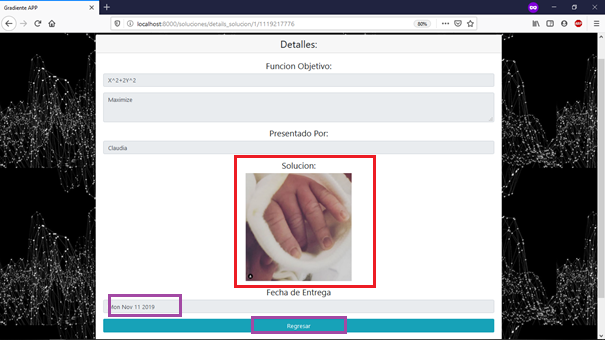 Gradiente APP
localhost:8000/soluciones/details_solucion/1/1119217776
80%
Detalles:
Funcion Objetivo:
X^2+2Y^2
Maximize
Presentado Por:
Claudia
Solucion:
Fecha de Entrega
Mon Nov 11 2019
Regresar